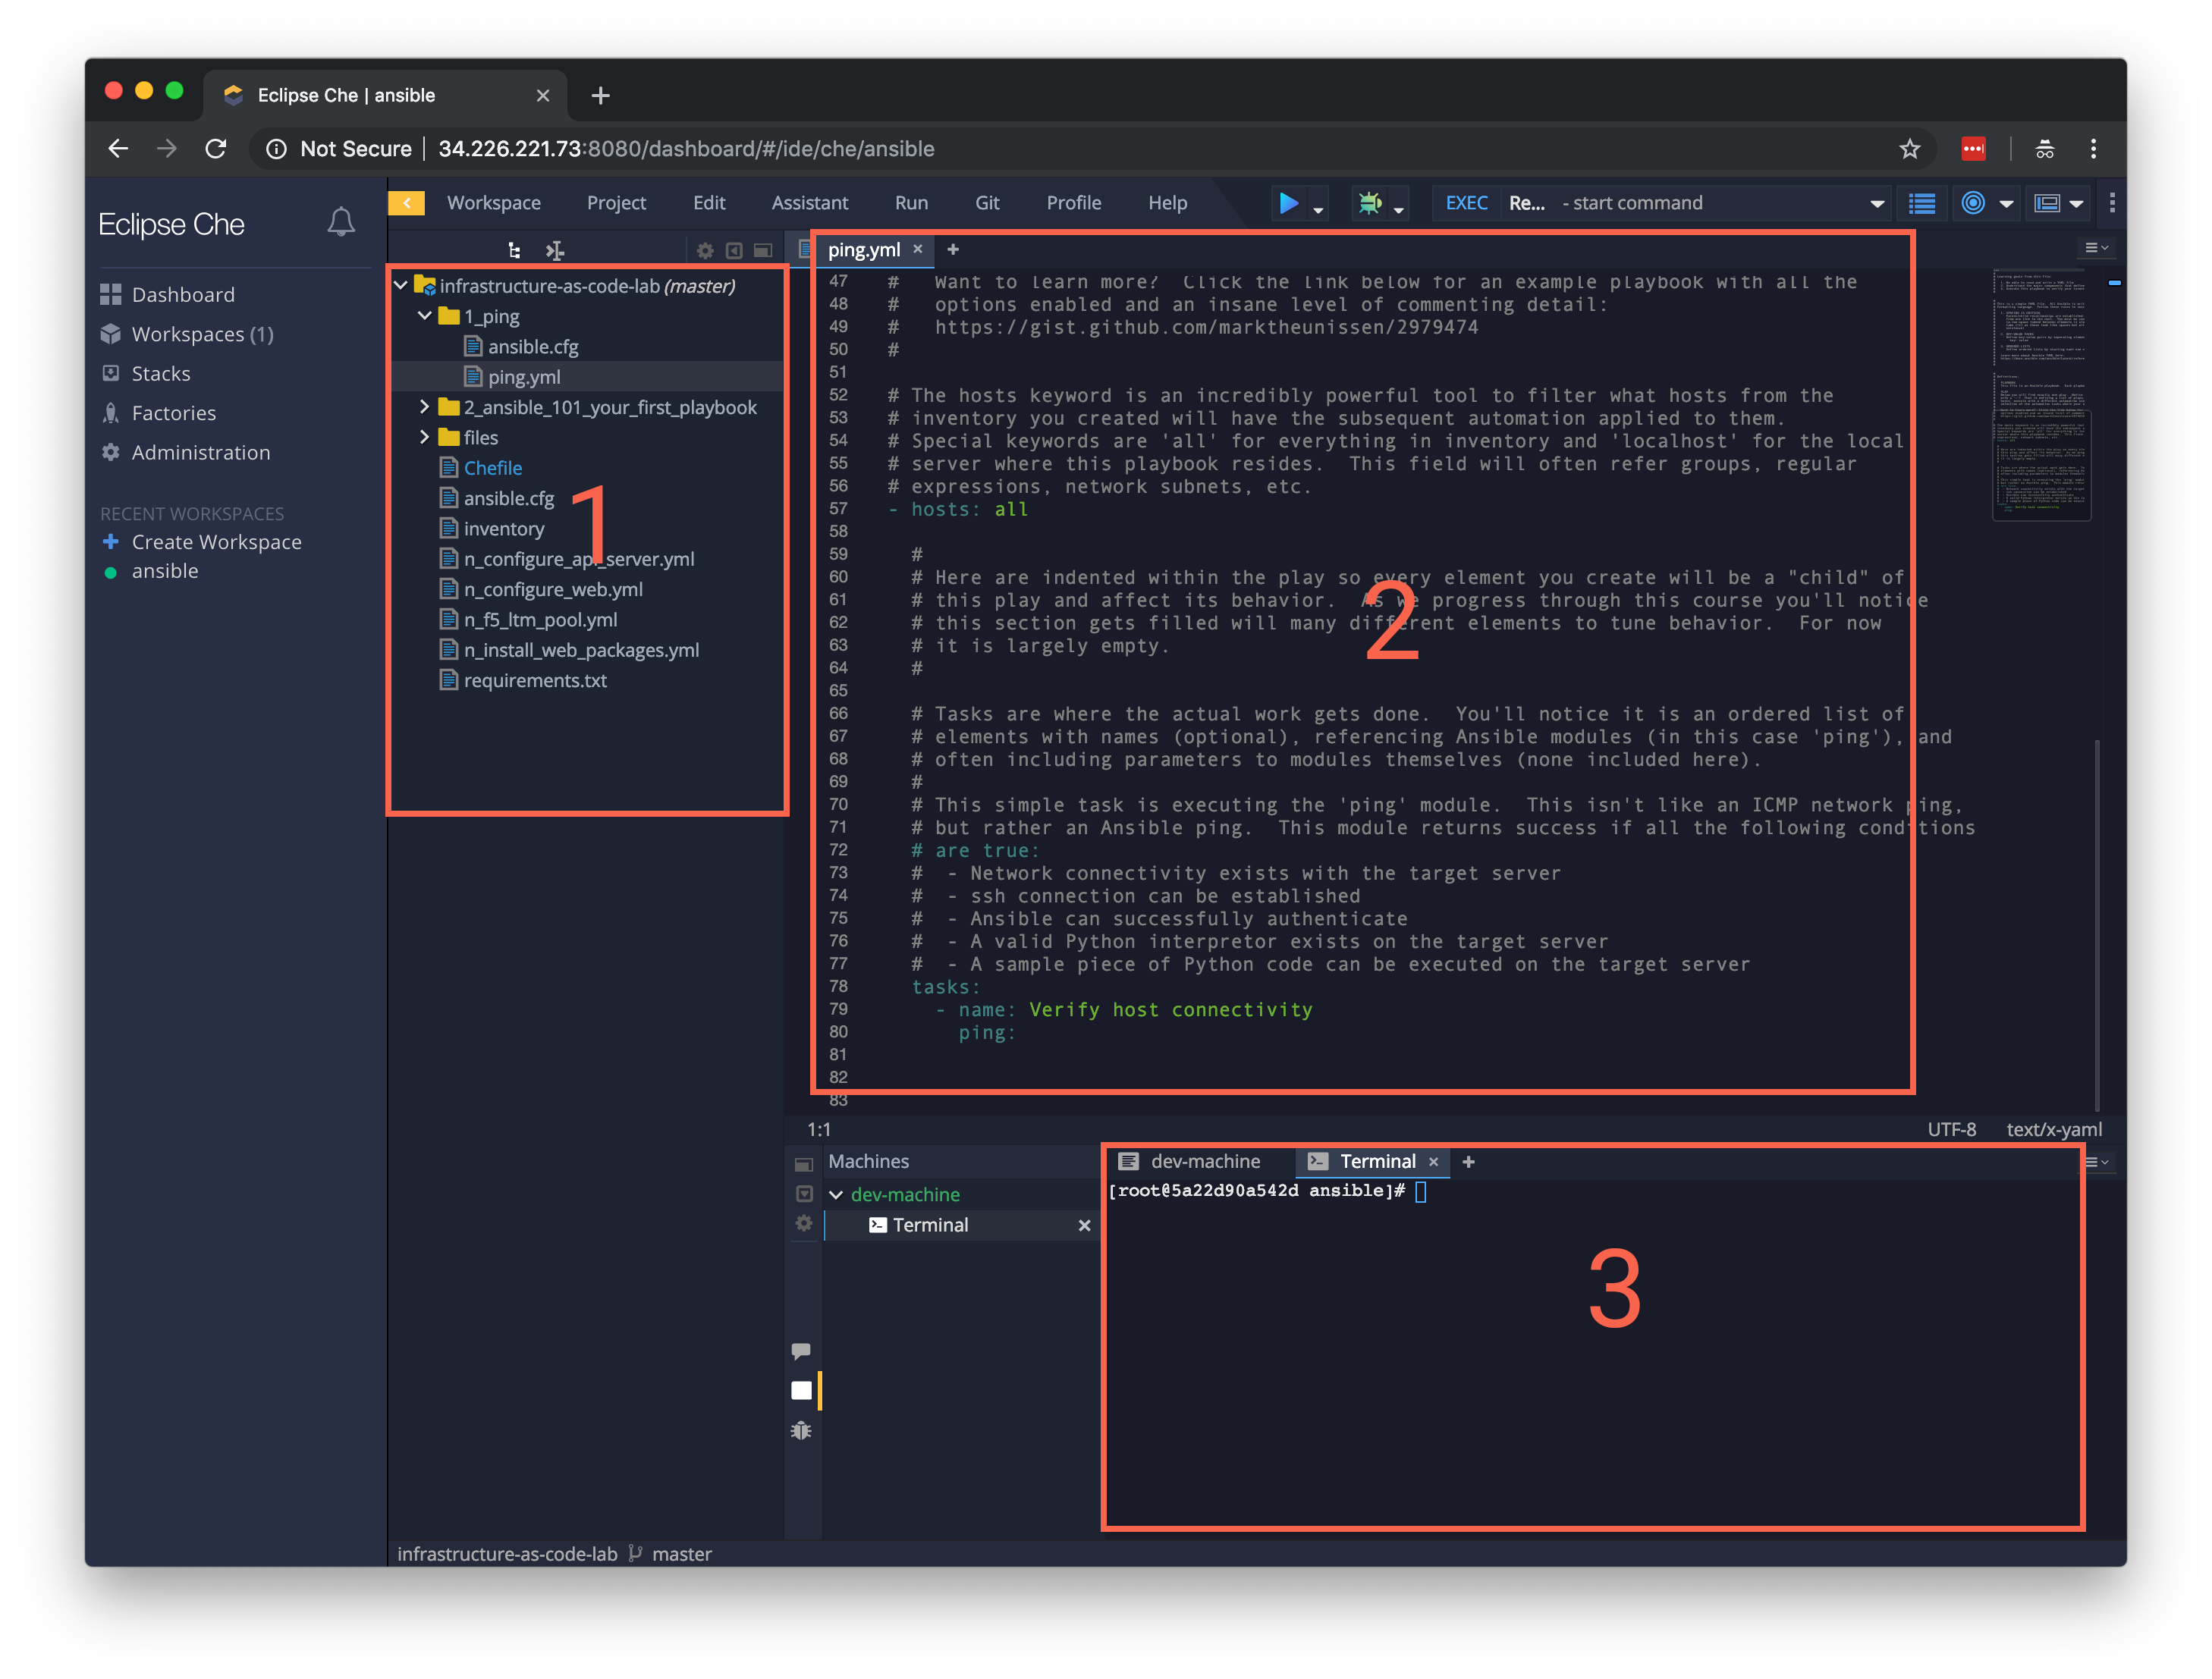 Eclipse Che | ansible
Not Secure | 34.226.221.73:8080/dashboard/#/ide/che/ansible
Eclipse Che
Dashboard
Workspaces (1)
Stacks
Factories
Administration
RECENT WORKSPACES
Create Workspace
ansible
Workspace Project Edit Assistant Run Git Profile Help
EXEC Re... - start command
infrastructure-as-code-lab (master)
1_ping
ansible.cfg
ping.yml
2_ansible_101_your_first_playbook
files
Chefile
ansible.cfg
inventory
n_configure_api_server.yml
n_configure_web.yml
n_f5_ltm_pool.yml
n_install_web_packages.yml
requirements.txt
1
ping.yml
47 #   Want to learn more?  Click the link below for an example playbook with all the
48 #   options enabled and an insane level of commenting detail:
49 #   https://gist.github.com/marktheunissen/2979474
50 #
51
52 # The hosts keyword is an incredibly powerful tool to filter what hosts from the
53 # inventory you created will have the subsequent automation applied to them.
54 # Special keywords are 'all' for everything in inventory and 'localhost' for the local
55 # server where this playbook resides.  This field will often refer groups, regular
56 # expressions, network subnets, etc.
57 - hosts: all
58
59   #
60   # Here are indented within the play so every element you create will be a "child" of
61   # this play and affect its behavior.  As we progress through this course you'll notice
62   # this section gets filled will many different elements to tune behavior.  For now
63   # it is largely empty.
64   #
65
66   # Tasks are where the actual work gets done.  You'll notice it is an ordered list of
67   # elements with names (optional), referencing Ansible modules (in this case 'ping'), and
68   # often including parameters to modules themselves (none included here).
69   #
70   # This simple task is executing the 'ping' module.  This isn't like an ICMP network ping,
71   # but rather an Ansible ping.  This module returns success if all the following conditions
72   # are true:
73   #  - Network connectivity exists with the target server
74   #  - ssh connection can be established
75   #  - Ansible can successfully authenticate
76   #  - A valid Python interpretor exists on the target server
77   #  - A sample piece of Python code can be executed on the target server
78   tasks:
79     - name: Verify host connectivity
80       ping:
81
82
83
2
1:1 UTF-8 text/x-yaml
Machines
dev-machine
Terminal
dev-machine Terminal
[root@5a22d90a542d ansible]#
3
infrastructure-as-code-lab master